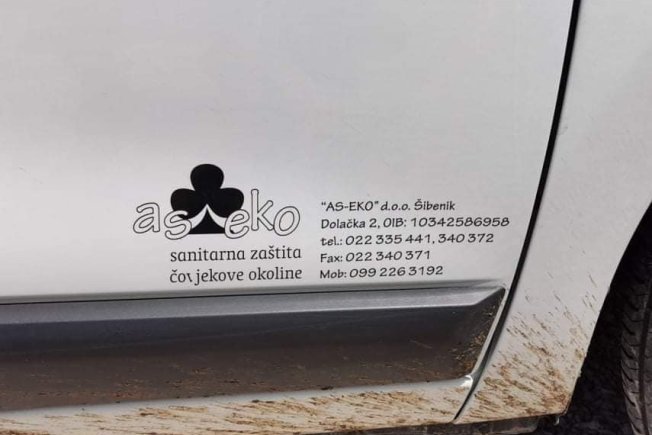 as eko
sanitarna zaštita
čovjekove okoline
"AS-EKO" d.o.o. Šibenik
Dolačka 2, OIB: 10342586958
tel.: 022 335 441, 340 372
Fax: 022 340 371
Mob: 099 226 3192